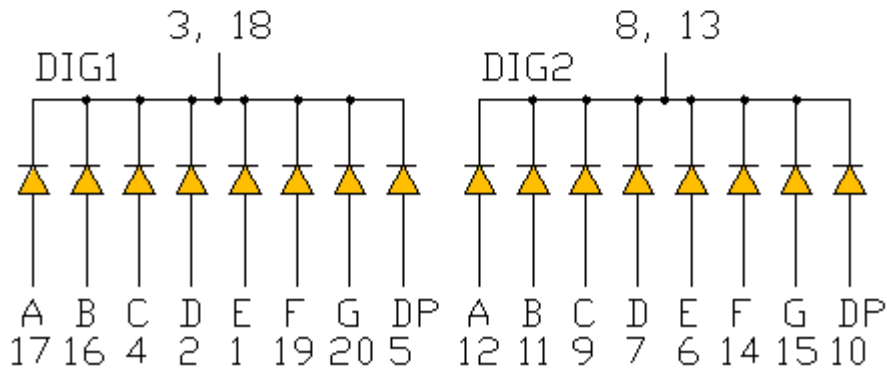 3, 18 8, 13
DIG1 DIG2
A B C D E F G DP A B C D E F G DP
17 16 4 2 1 19 20 5 12 11 9 7 6 14 15 10